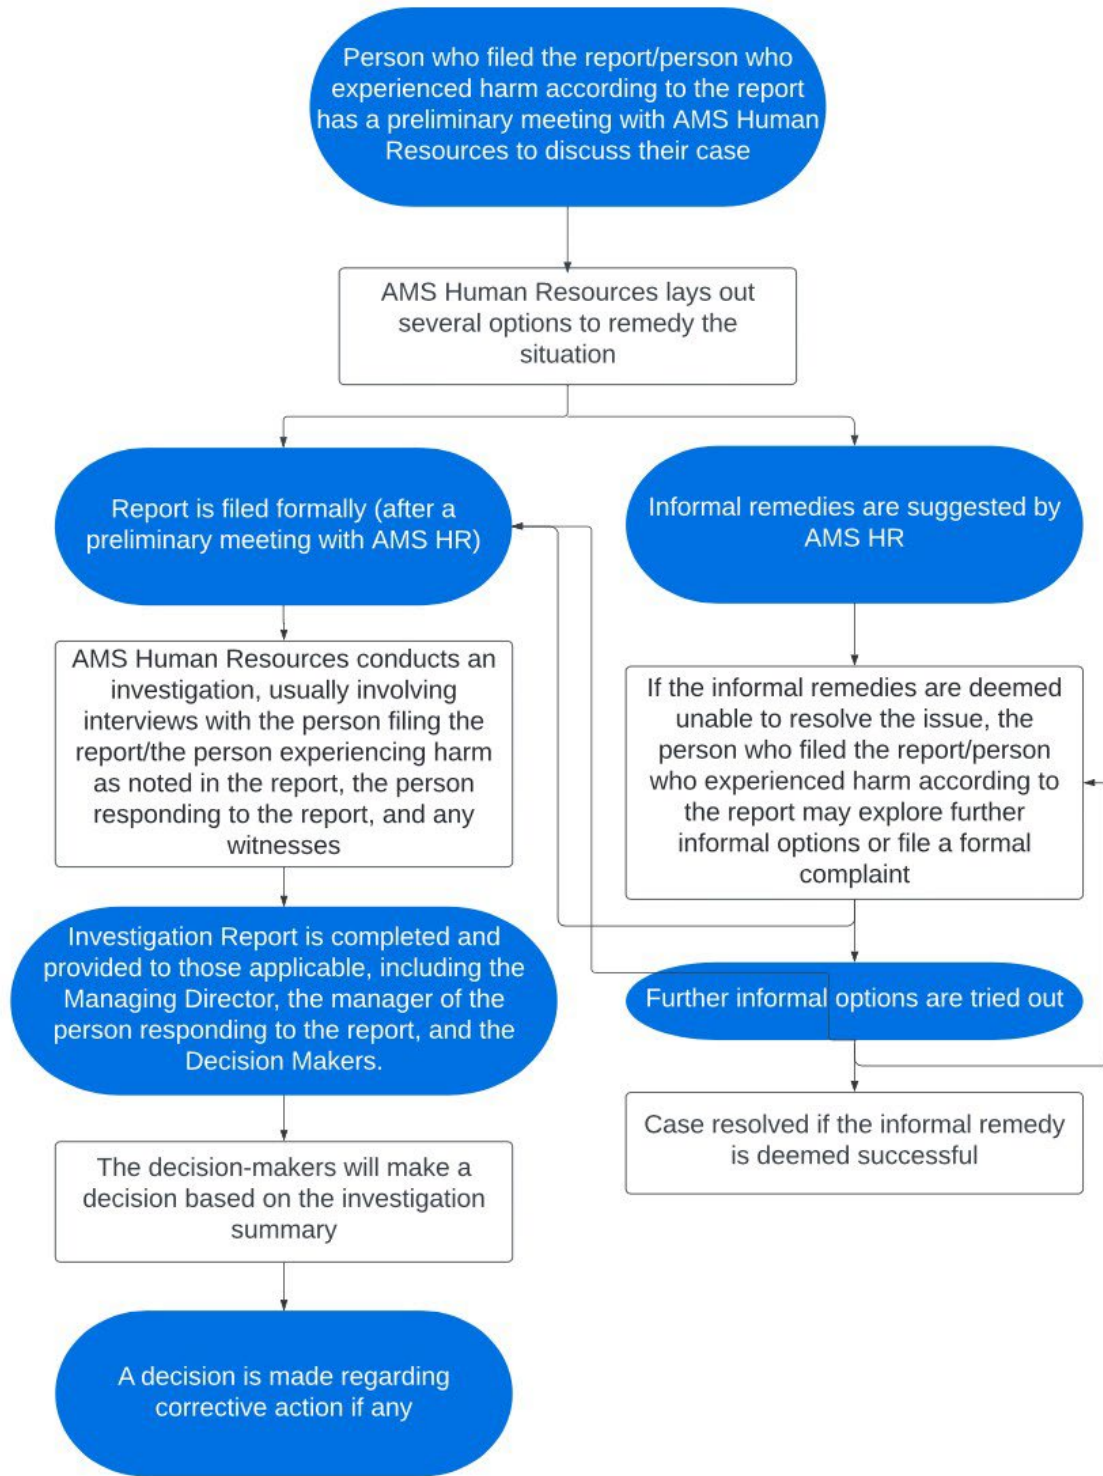 Person who filed the report/person who
experienced harm according to the report
has a preliminary meeting with AMS Human
Resources to discuss their case
AMS Human Resources lays out
several options to remedy the
situation
Report is filed formally (after a
preliminary meeting with AMS HR)
Informal remedies are suggested by
AMS HR
AMS Human Resources conducts an
investigation, usually involving
interviews with the person filing the
report/the person experiencing harm
as noted in the report, the person
responding to the report, and any
witnesses
If the informal remedies are deemed
unable to resolve the issue, the
person who filed the report/person
who experienced harm according to
the report may explore further
informal options or file a formal
complaint
Investigation Report is completed and
provided to those applicable, including the
Managing Director, the manager of the
person responding to the report, and the
Decision Makers.
Further informal options are tried out
Case resolved if the informal remedy
is deemed successful
The decision-makers will make a
decision based on the investigation
summary
A decision is made regarding
corrective action if any